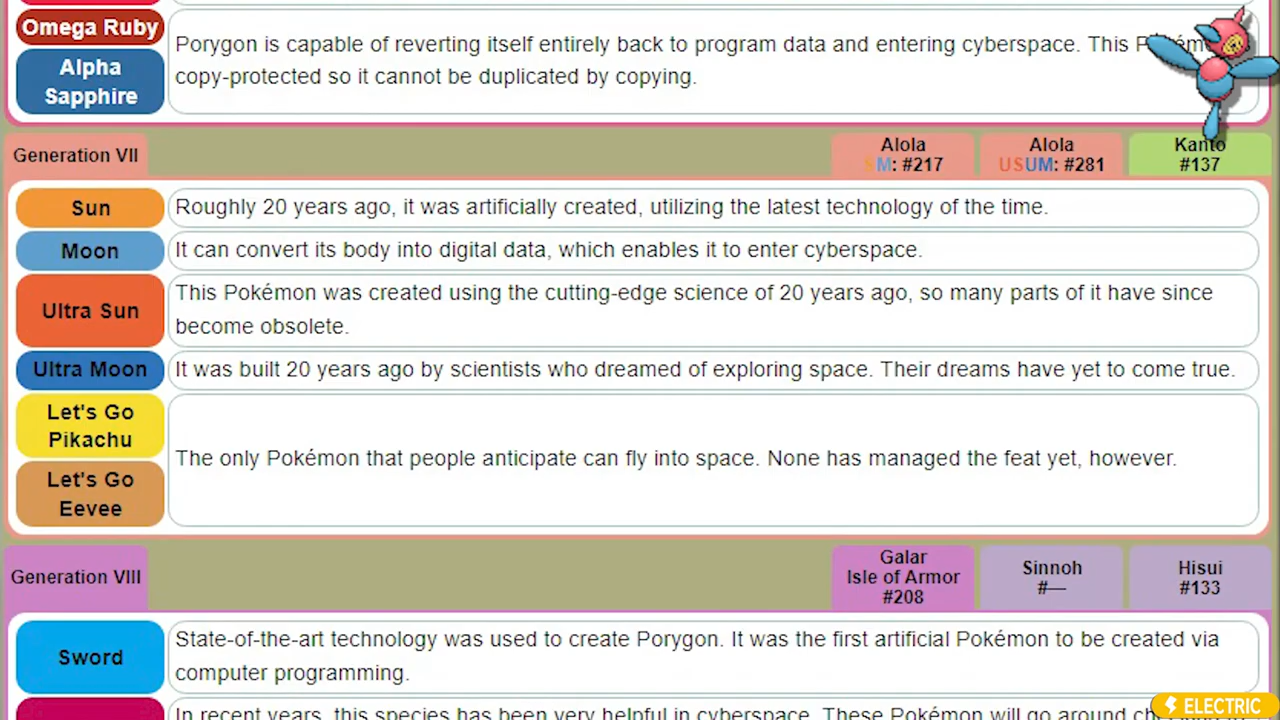 Omega Ruby
Alpha
Sapphire
Porygon is capable of reverting itself entirely back to program data and entering cyberspace. This
copy-protected so it cannot be duplicated by copying.
Generation VII
Alola
SM: #217
Alola
USUM: #281
Kanto
#137
Sun
Roughly 20 years ago, it was artificially created, utilizing the latest technology of the time.
Moon
It can convert its body into digital data, which enables it to enter cyberspace.
Ultra Sun
This Pokémon was created using the cutting-edge science of 20 years ago, so many parts of it have since
become obsolete.
Ultra Moon
It was built 20 years ago by scientists who dreamed of exploring space. Their dreams have yet to come true.
Let's Go
Pikachu
Let's Go
Eevee
The only Pokémon that people anticipate can fly into space. None has managed the feat yet, however.
Generation VIII
Galar
Isle of Armor
#208
Sinnoh
#—
Hisui
#133
Sword
State-of-the-art technology was used to create Porygon. It was the first artificial Pokémon to be created via
computer programming.
In recent years, this species has been very helpful in cyberspace. These Pokémon will go around
ELECTRIC